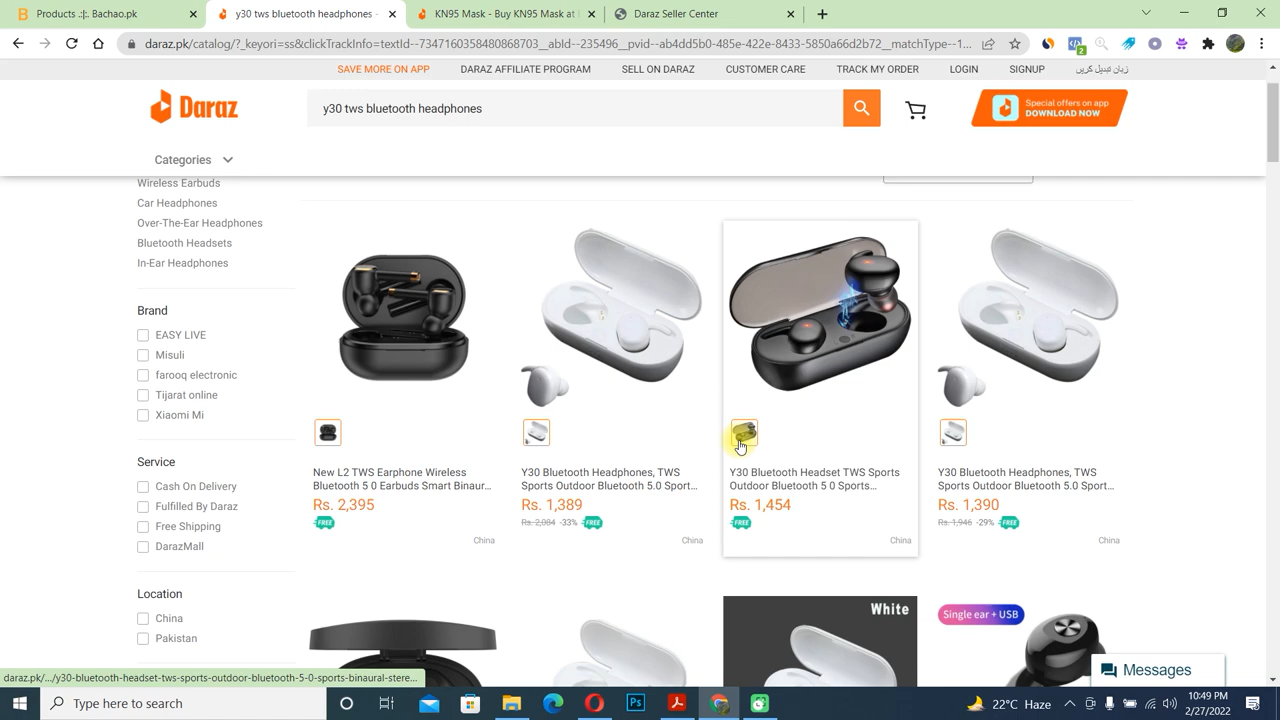 Products .:|:. Bachao.pk
y30 tws bluetooth headphones
KN95 Mask - Buy KN95 Mask at
Daraz Seller Center
daraz.pk/catalog/?_keyori=ss&clickTrackInfo=textId--7347160358080868703__abId--235496__pvid--ab4dd5b0-485e-422e-8433-5950a66d2b72__matchType--1...
2
SAVE MORE ON APP
DARAZ AFFILIATE PROGRAM
SELL ON DARAZ
CUSTOMER CARE
TRACK MY ORDER
LOGIN
SIGNUP
زبان تبدیل کریں
Daraz
y30 tws bluetooth headphones
Special offers on app
DOWNLOAD NOW
Categories
Wireless Earbuds
Car Headphones
Over-The-Ear Headphones
Bluetooth Headsets
In-Ear Headphones
Brand
EASY LIVE
Misuli
farooq electronic
Tijarat online
Xiaomi Mi
Service
Cash On Delivery
Fulfilled By Daraz
Free Shipping
DarazMall
Location
China
Pakistan
New L2 TWS Earphone Wireless
Bluetooth 5 0 Earbuds Smart Binaur...
Rs. 2,395
FREE
China
Y30 Bluetooth Headphones, TWS
Sports Outdoor Bluetooth 5.0 Sport...
Rs. 1,389
Rs. 2,084 -33% FREE
China
Y30 Bluetooth Headset TWS Sports
Outdoor Bluetooth 5 0 Sports...
Rs. 1,454
FREE
China
Y30 Bluetooth Headphones, TWS
Sports Outdoor Bluetooth 5.0 Sport...
Rs. 1,390
Rs. 1,946 -29% FREE
China
White
Single ear + USB
Messages
daraz.pk/.../y30-bluetooth-headset-tws-sports-outdoor-bluetooth-5-0-sports-binaural-stere...
Type here to search
Ps
22°C Haze
10:49 PM
2/27/2022